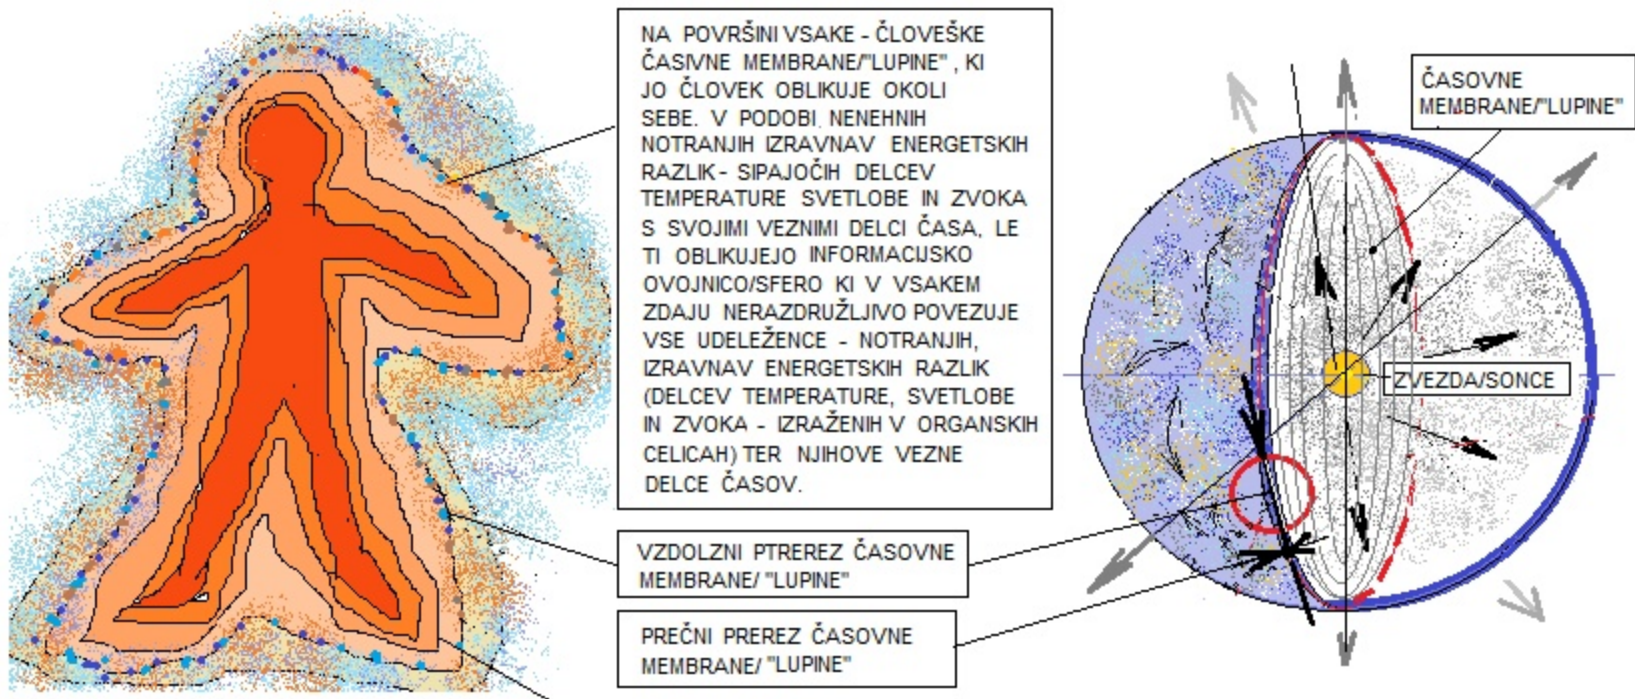 NA POVRŠINI VSAKE - ČLOVEŠKE
ČASIVNE MEMBRANE/"LUPINE" , KI
JO ČLOVEK OBLIKUJE OKOLI
SEBE. V PODOBI NENEHNIH
NOTRANJIH IZRAVNAV ENERGETSKIH
RAZLIK - SIPAJOČIH DELCEV
TEMPERATURE SVETLOBE IN ZVOKA
S SVOJIMI VEZNIMI DELCI ČASA, LE
TI OBLIKUJEJO INFORMACIJSKO
OVOJNICO/SFERO KI V VSAKEM
ZDAJU NERAZDRUŽLJIVO POVEZUJE
VSE UDELEŽENCE - NOTRANJIH,
IZRAVNAV ENERGETSKIH RAZLIK
(DELCEV TEMPERATURE, SVETLOBE
IN ZVOKA - IZRAŽENIH V ORGANSKIH
CELICAH) TER NJIHOVE VEZNE
DELCE ČASOV.
VZDOLZNI PTREREZ ČASOVNE
MEMBRANE/ "LUPINE"
PREČNI PREREZ ČASOVNE
MEMBRANE/ "LUPINE"
ČASOVNE
MEMBRANE/"LUPINE"
ZVEZDA/SONCE